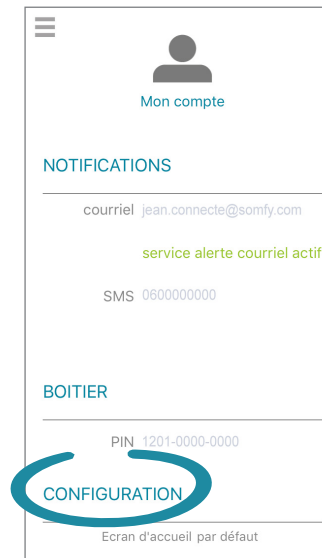 Mon compte
NOTIFICATIONS
courriel jean.connecte@somfy.com
service alerte courriel actif
SMS 0600000000
BOITIER
PIN 1201-0000-0000
CONFIGURATION
Ecran d'accueil par défaut